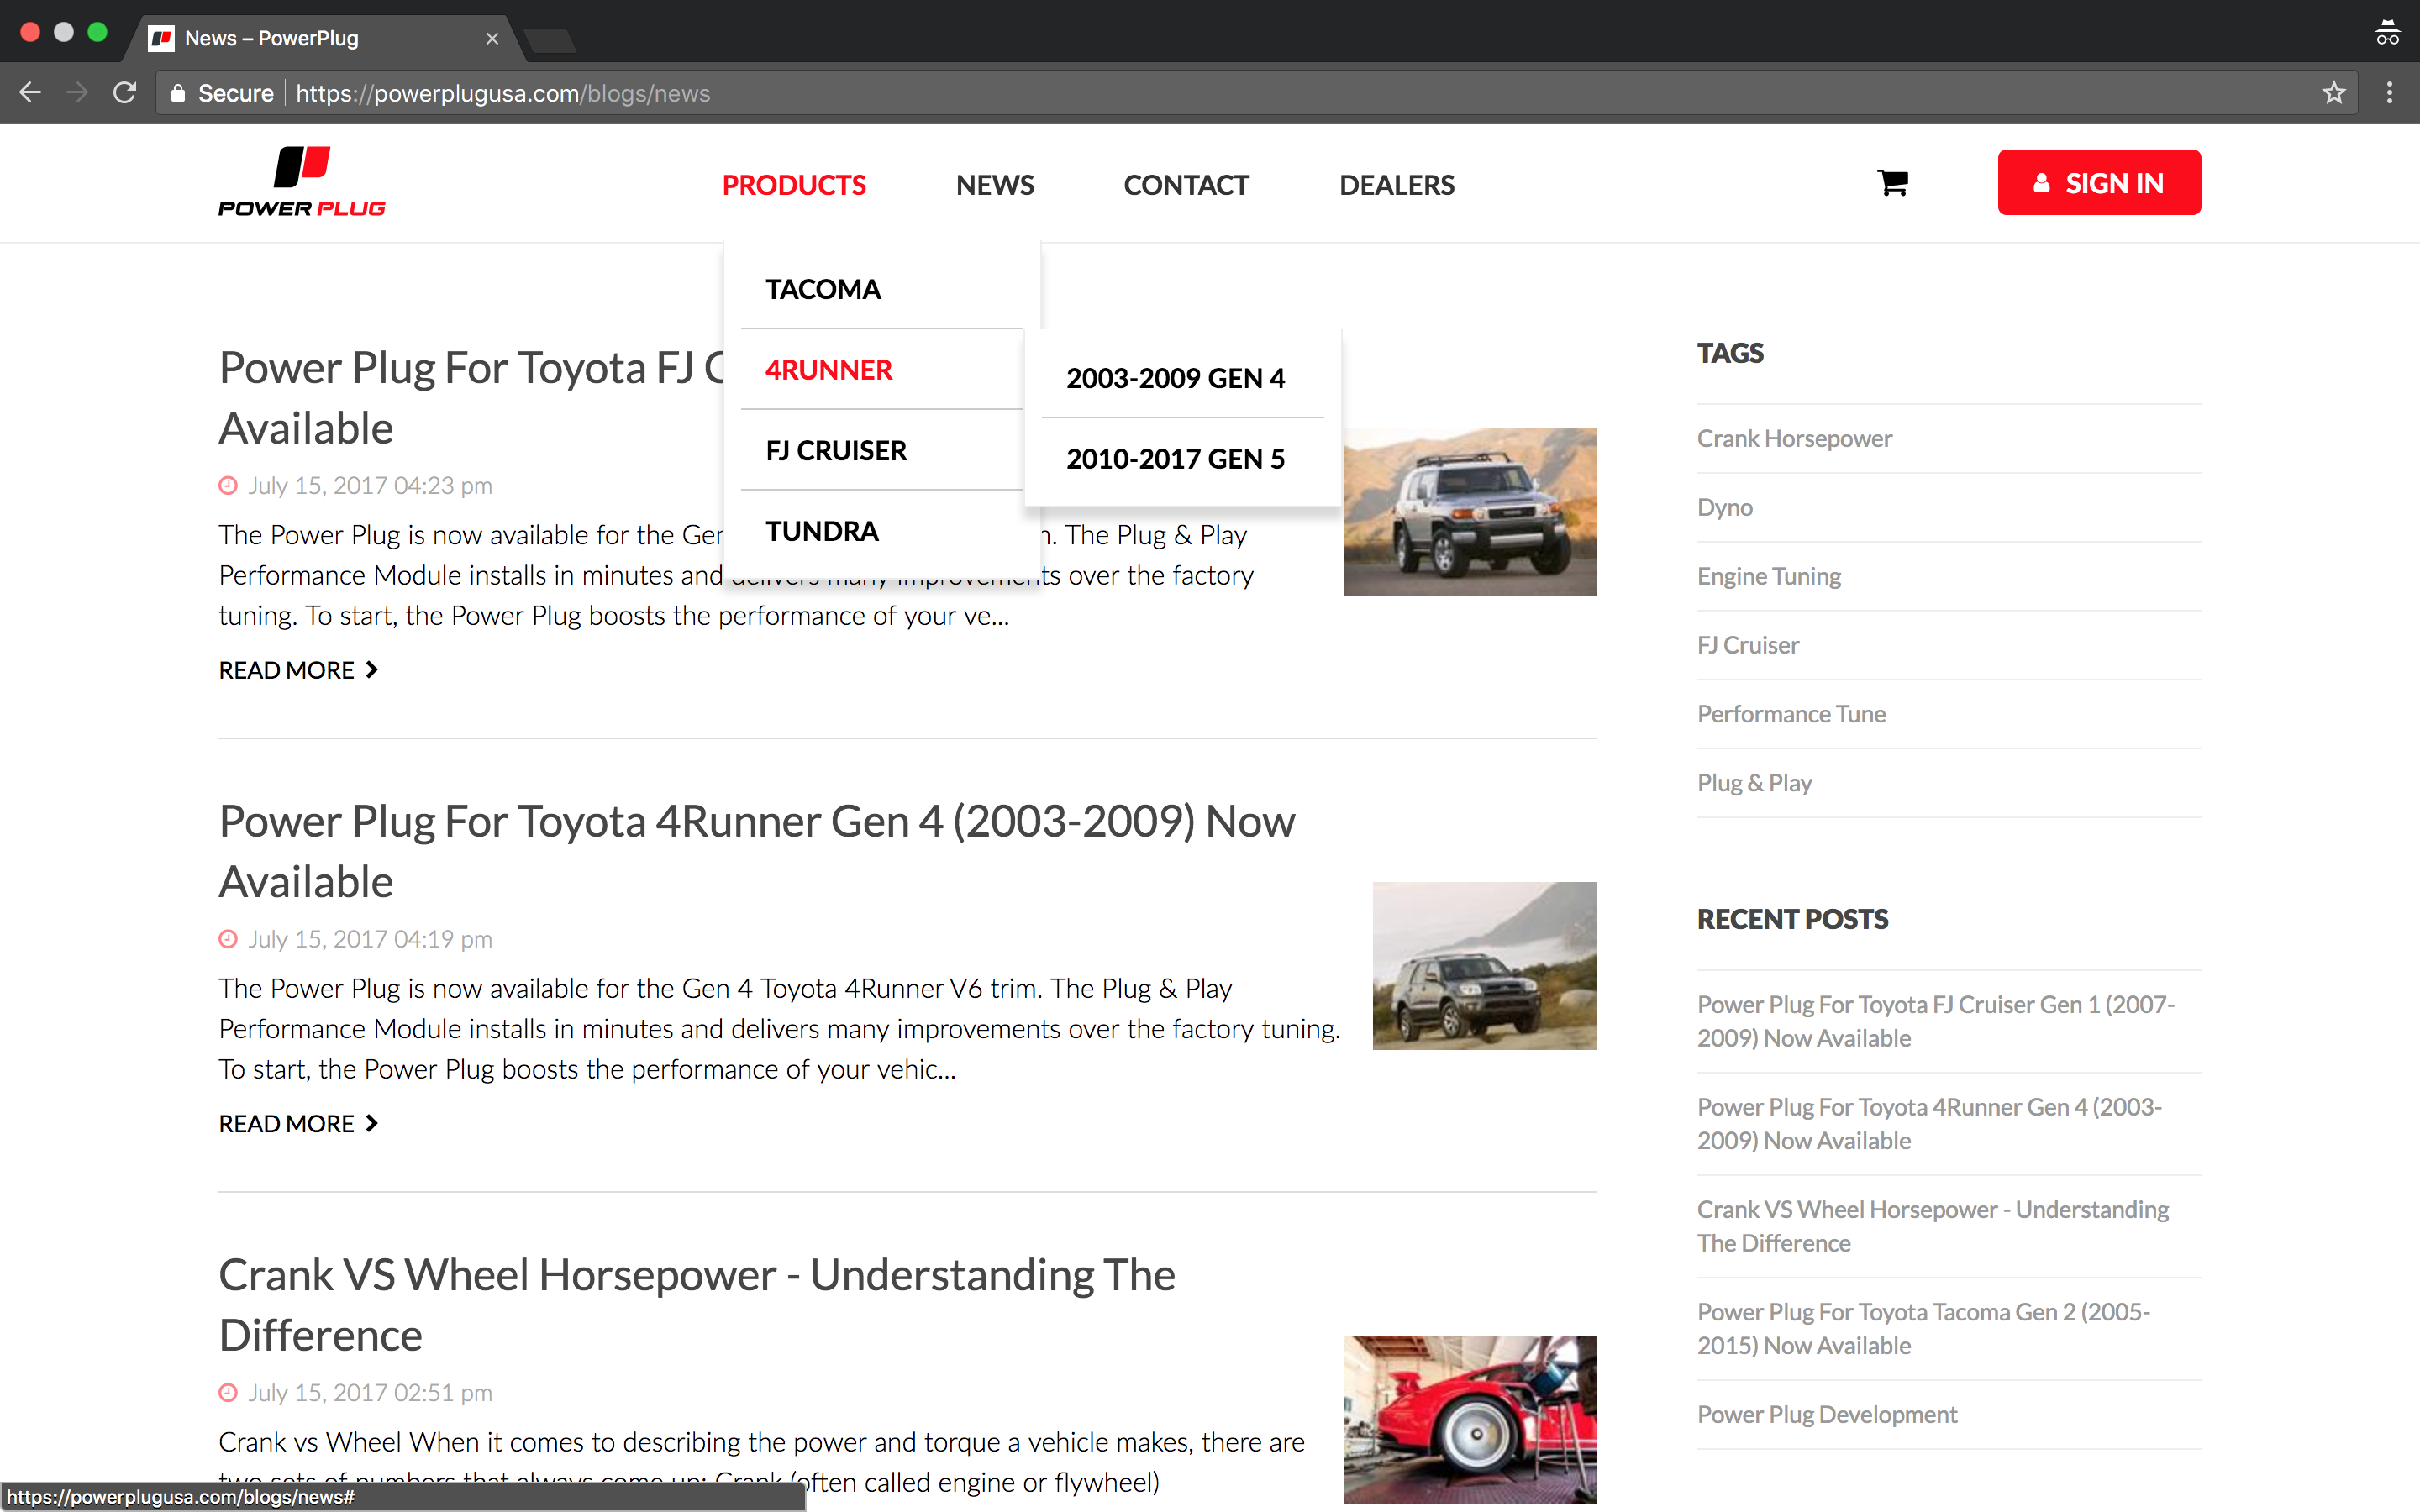 News – PowerPlug
Secure https://powerplugusa.com/blogs/news
POWER PLUG
PRODUCTS NEWS CONTACT DEALERS
SIGN IN
TACOMA
4RUNNER
FJ CRUISER
TUNDRA
2003-2009 GEN 4
2010-2017 GEN 5
Power Plug For Toyota FJ
Available
July 15, 2017 04:23 pm
The Power Plug is now available for the . The Plug & Play
Performance Module installs in minutes and delivers many improvements over the factory
tuning. To start, the Power Plug boosts the performance of your ve...
READ MORE
Power Plug For Toyota 4Runner Gen 4 (2003-2009) Now
Available
July 15, 2017 04:19 pm
The Power Plug is now available for the Gen 4 Toyota 4Runner V6 trim. The Plug & Play
Performance Module installs in minutes and delivers many improvements over the factory tuning.
To start, the Power Plug boosts the performance of your vehic...
READ MORE
Crank VS Wheel Horsepower - Understanding The
Difference
July 15, 2017 02:51 pm
Crank vs Wheel When it comes to describing the power and torque a vehicle makes, there are
two sets of numbers that always come up: Crank (often called engine or flywheel)
TAGS
Crank Horsepower
Dyno
Engine Tuning
FJ Cruiser
Performance Tune
Plug & Play
RECENT POSTS
Power Plug For Toyota FJ Cruiser Gen 1 (2007-
2009) Now Available
Power Plug For Toyota 4Runner Gen 4 (2003-
2009) Now Available
Crank VS Wheel Horsepower - Understanding
The Difference
Power Plug For Toyota Tacoma Gen 2 (2005-
2015) Now Available
Power Plug Development
https://powerplugusa.com/blogs/news#